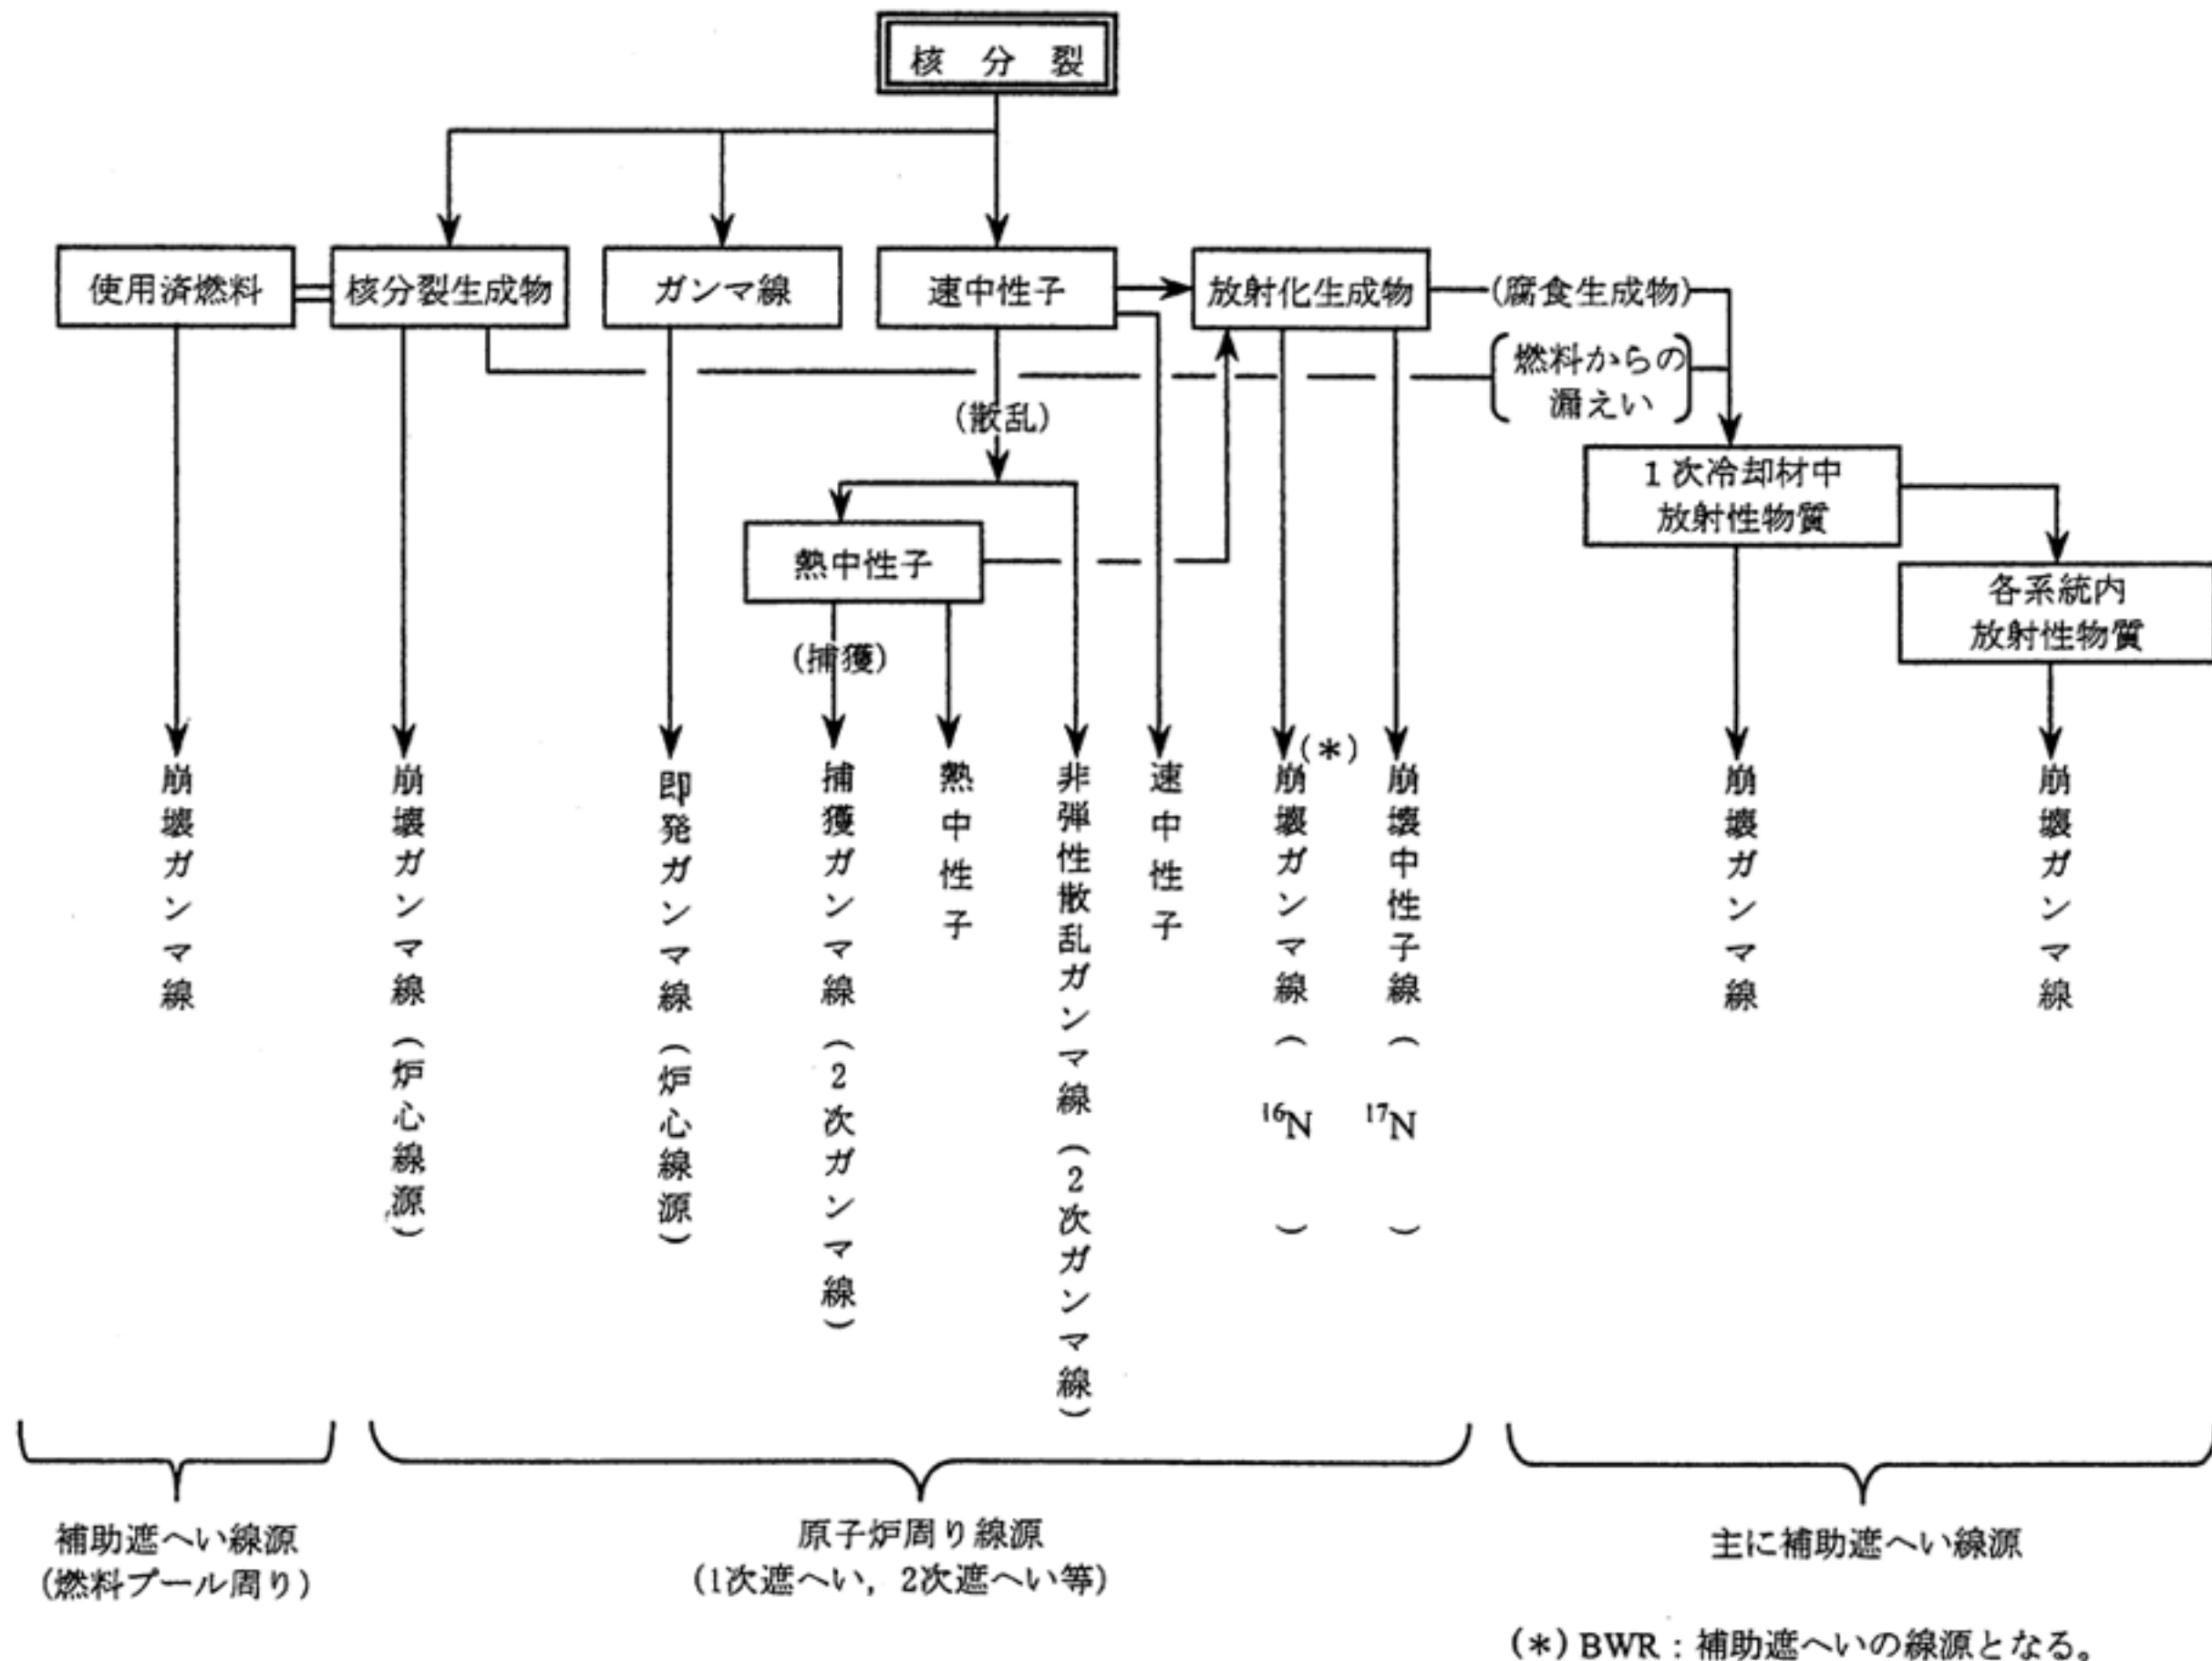 核 分 裂
使用済燃料
核分裂生成物
ガンマ線
速中性子
放射化生成物
(腐食生成物)
燃料からの
漏えい
(散乱)
1次冷却材中
放射性物質
熱中性子
各系統内
放射性物質
(捕獲)
崩壊ガンマ線
崩壊ガンマ線(炉心線源)
即発ガンマ線(炉心線源)
捕獲ガンマ線(2次ガンマ線)
熱中性子
非弾性散乱ガンマ線(2次ガンマ線)
速中性子
(*)
崩壊ガンマ線(¹⁶N)
崩壊中性子線(¹⁷N)
崩壊ガンマ線
崩壊ガンマ線
補助遮へい線源
(燃料プール周り)
原子炉周り線源
(1次遮へい，2次遮へい等)
主に補助遮へい線源
(*) BWR：補助遮へいの線源となる。